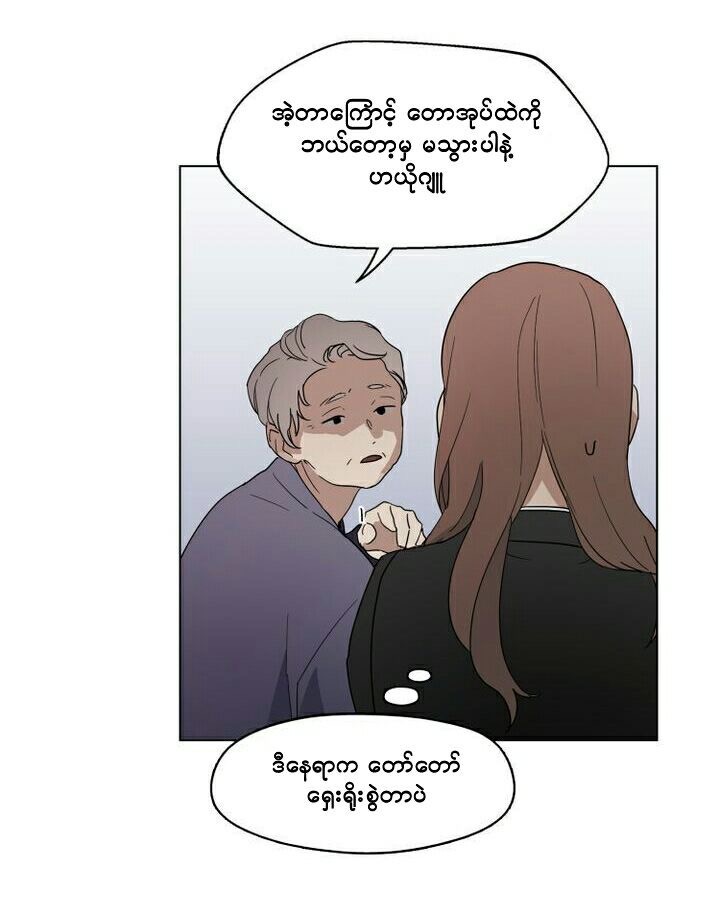 အဲ့တာကြောင့် တောအုပ်ထဲကို
ဘယ်တော့မှ မသွားပါနဲ့
ဟယိုဂျူ
ဒီနေရာက တော်တော်
ရှေးရိုးစွဲတာပဲ